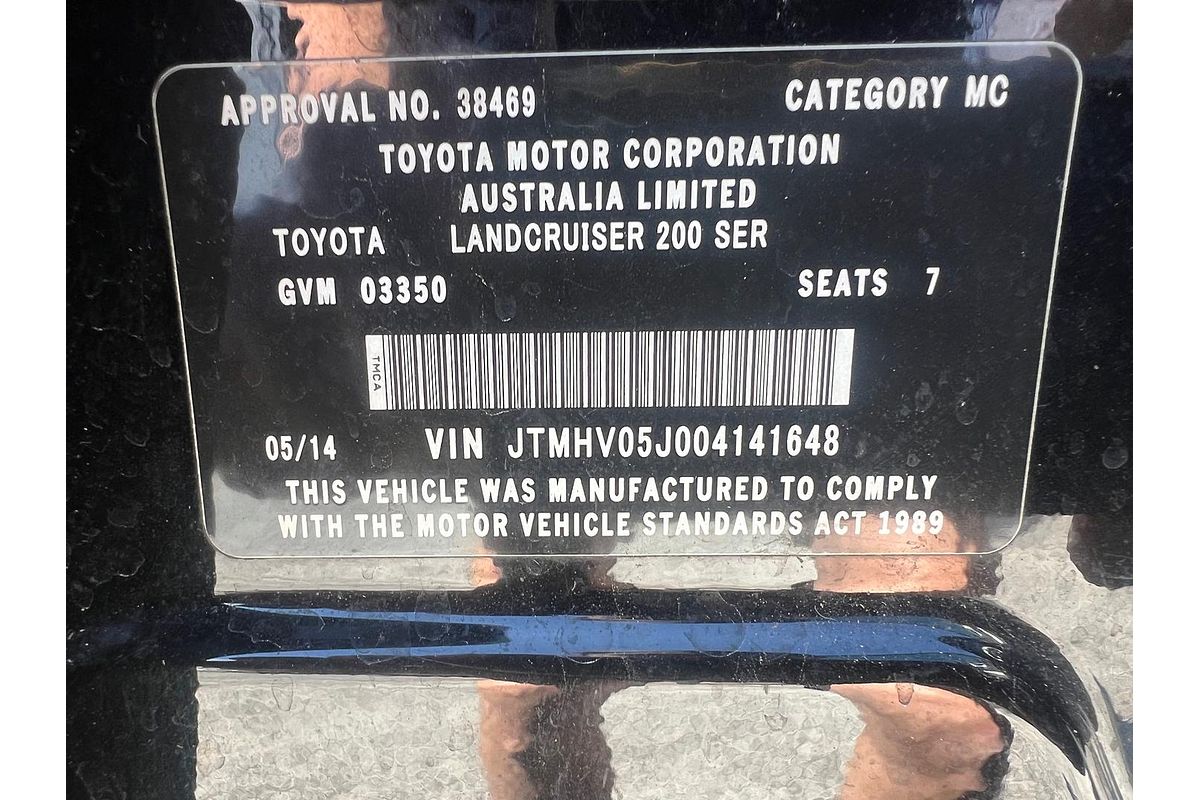 APPROVAL NO. 38469 CATEGORY MC
TOYOTA MOTOR CORPORATION
AUSTRALIA LIMITED
TOYOTA LANDCRUISER 200 SER
GVM 03350 SEATS 7
TMCA
05/14 VIN JTMHV05J004141648
THIS VEHICLE WAS MANUFACTURED TO COMPLY
WITH THE MOTOR VEHICLE STANDARDS ACT 1989